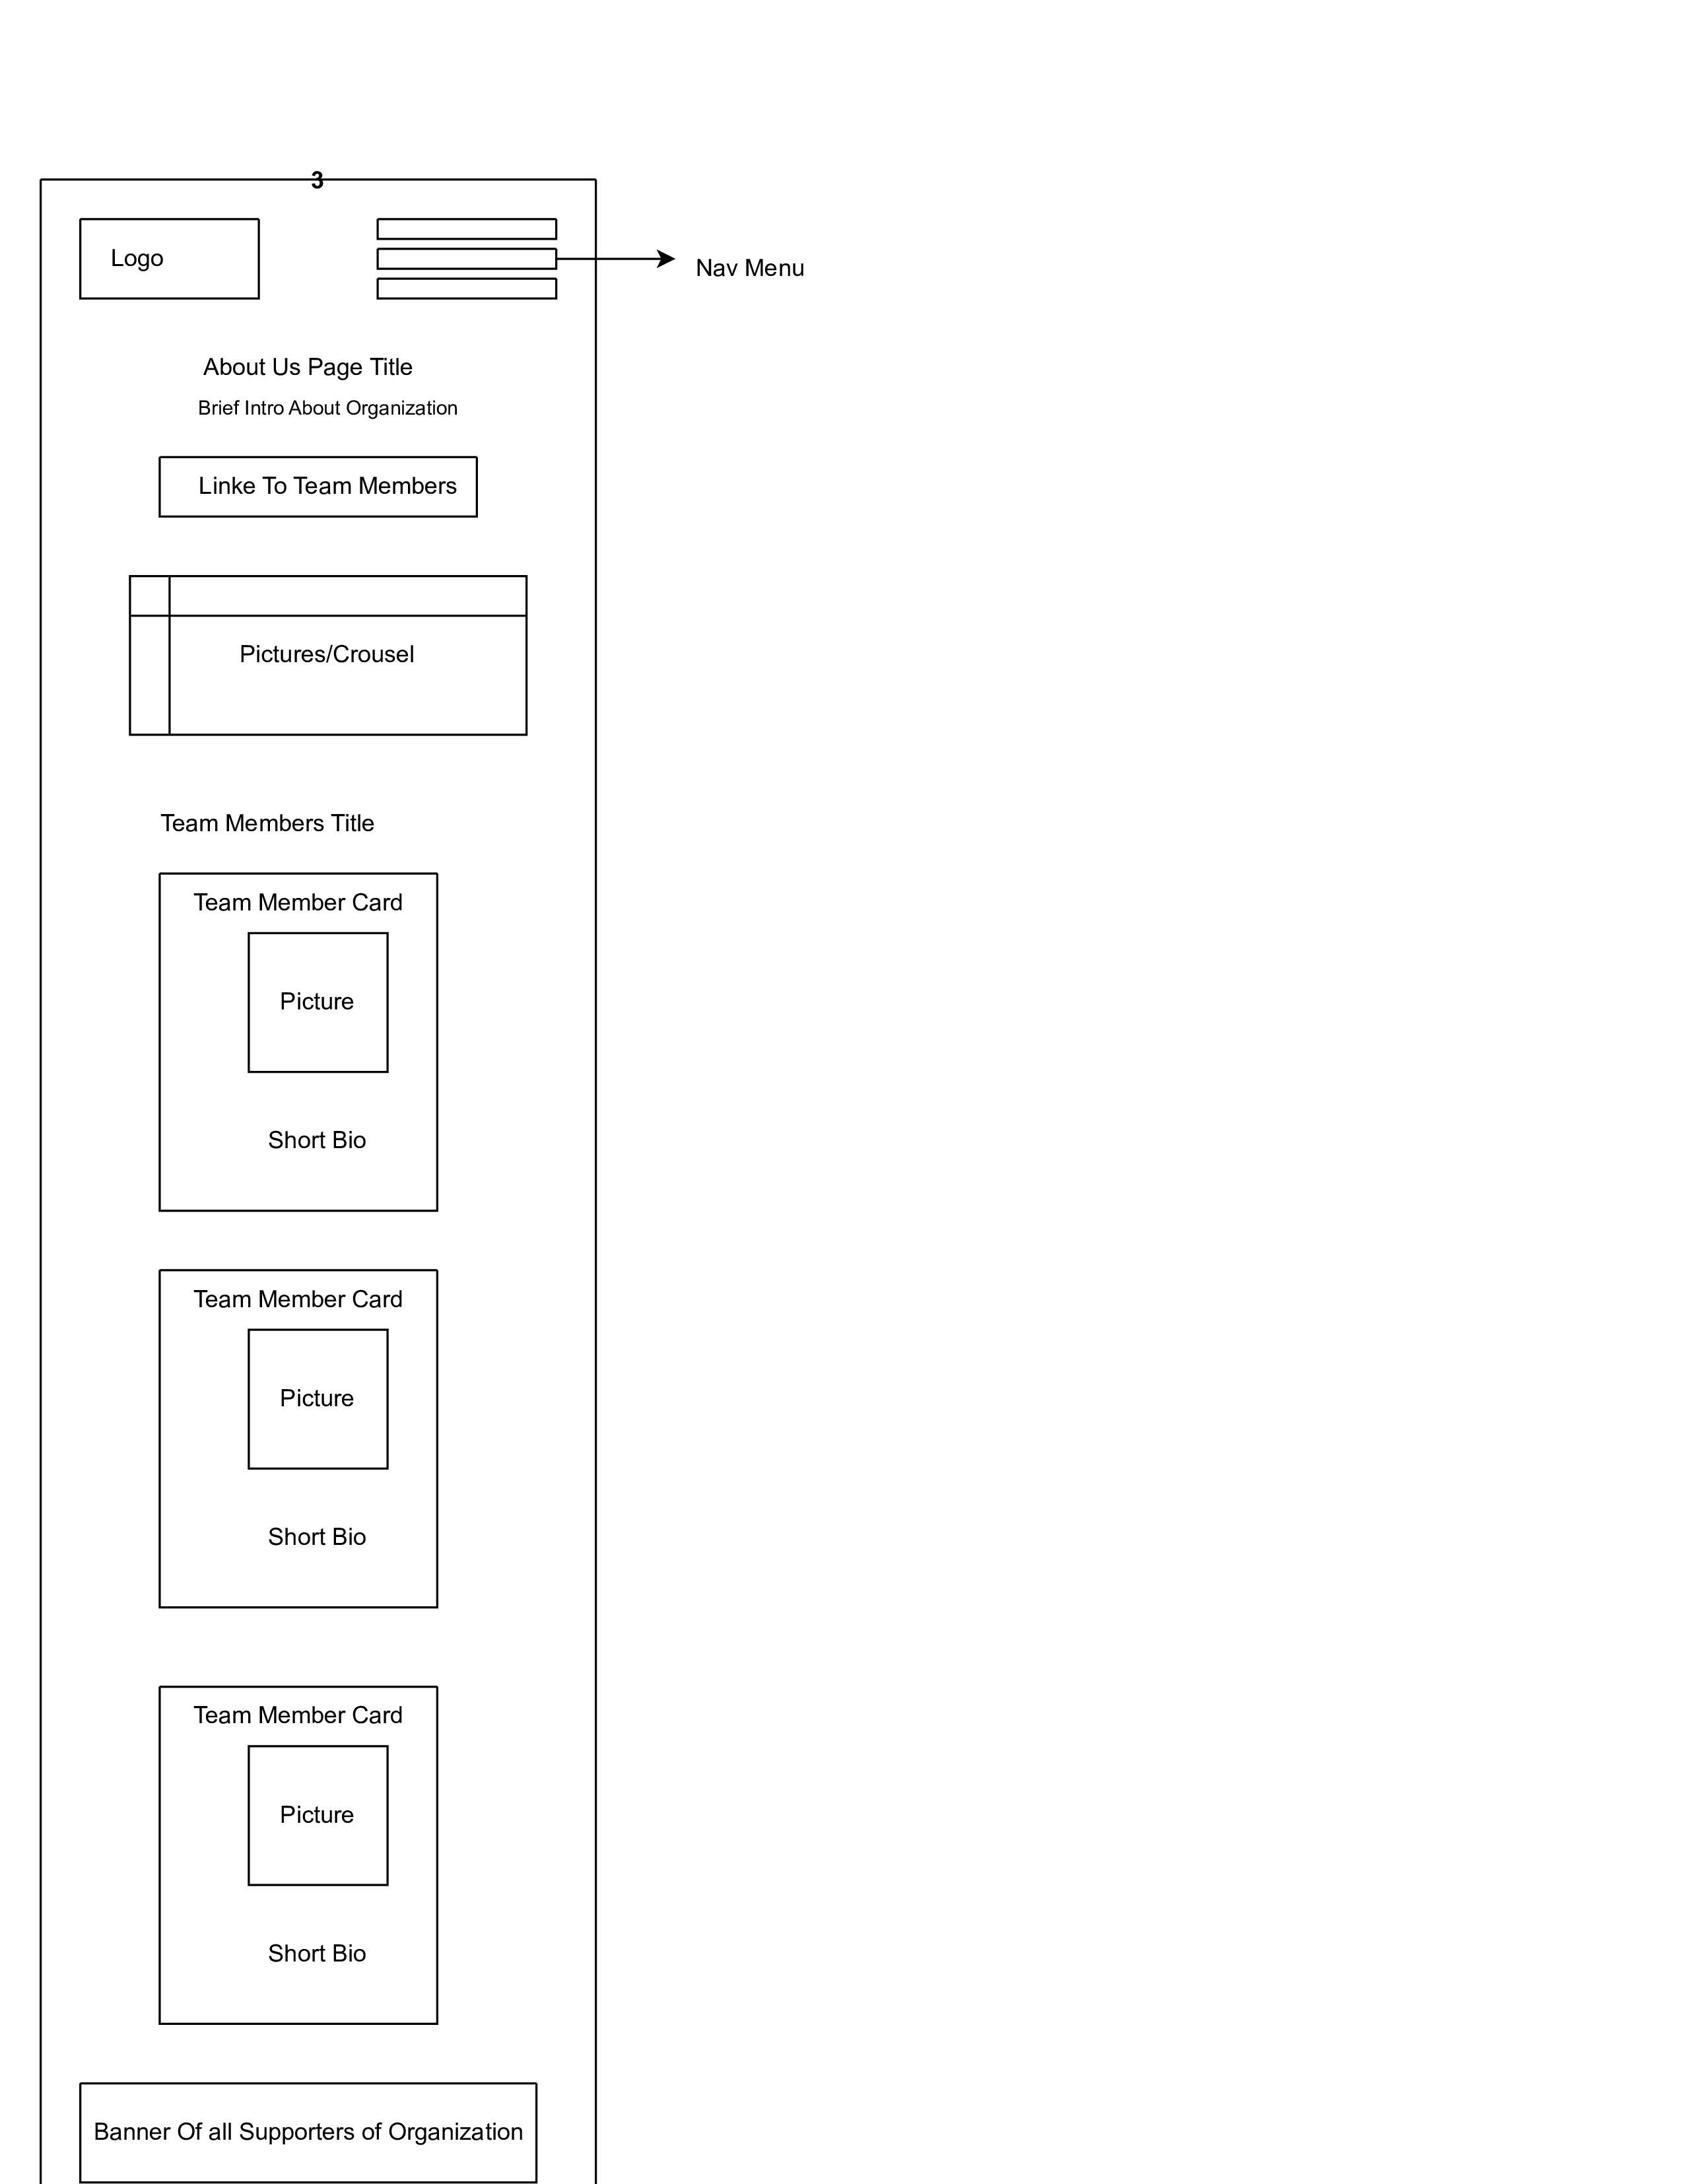 3
Logo
Nav Menu
About Us Page Title
Brief Intro About Organization
Linke To Team Members
Pictures/Crousel
Team Members Title
Team Member Card
Picture
Short Bio
Team Member Card
Picture
Short Bio
Team Member Card
Picture
Short Bio
Banner Of all Supporters of Organization